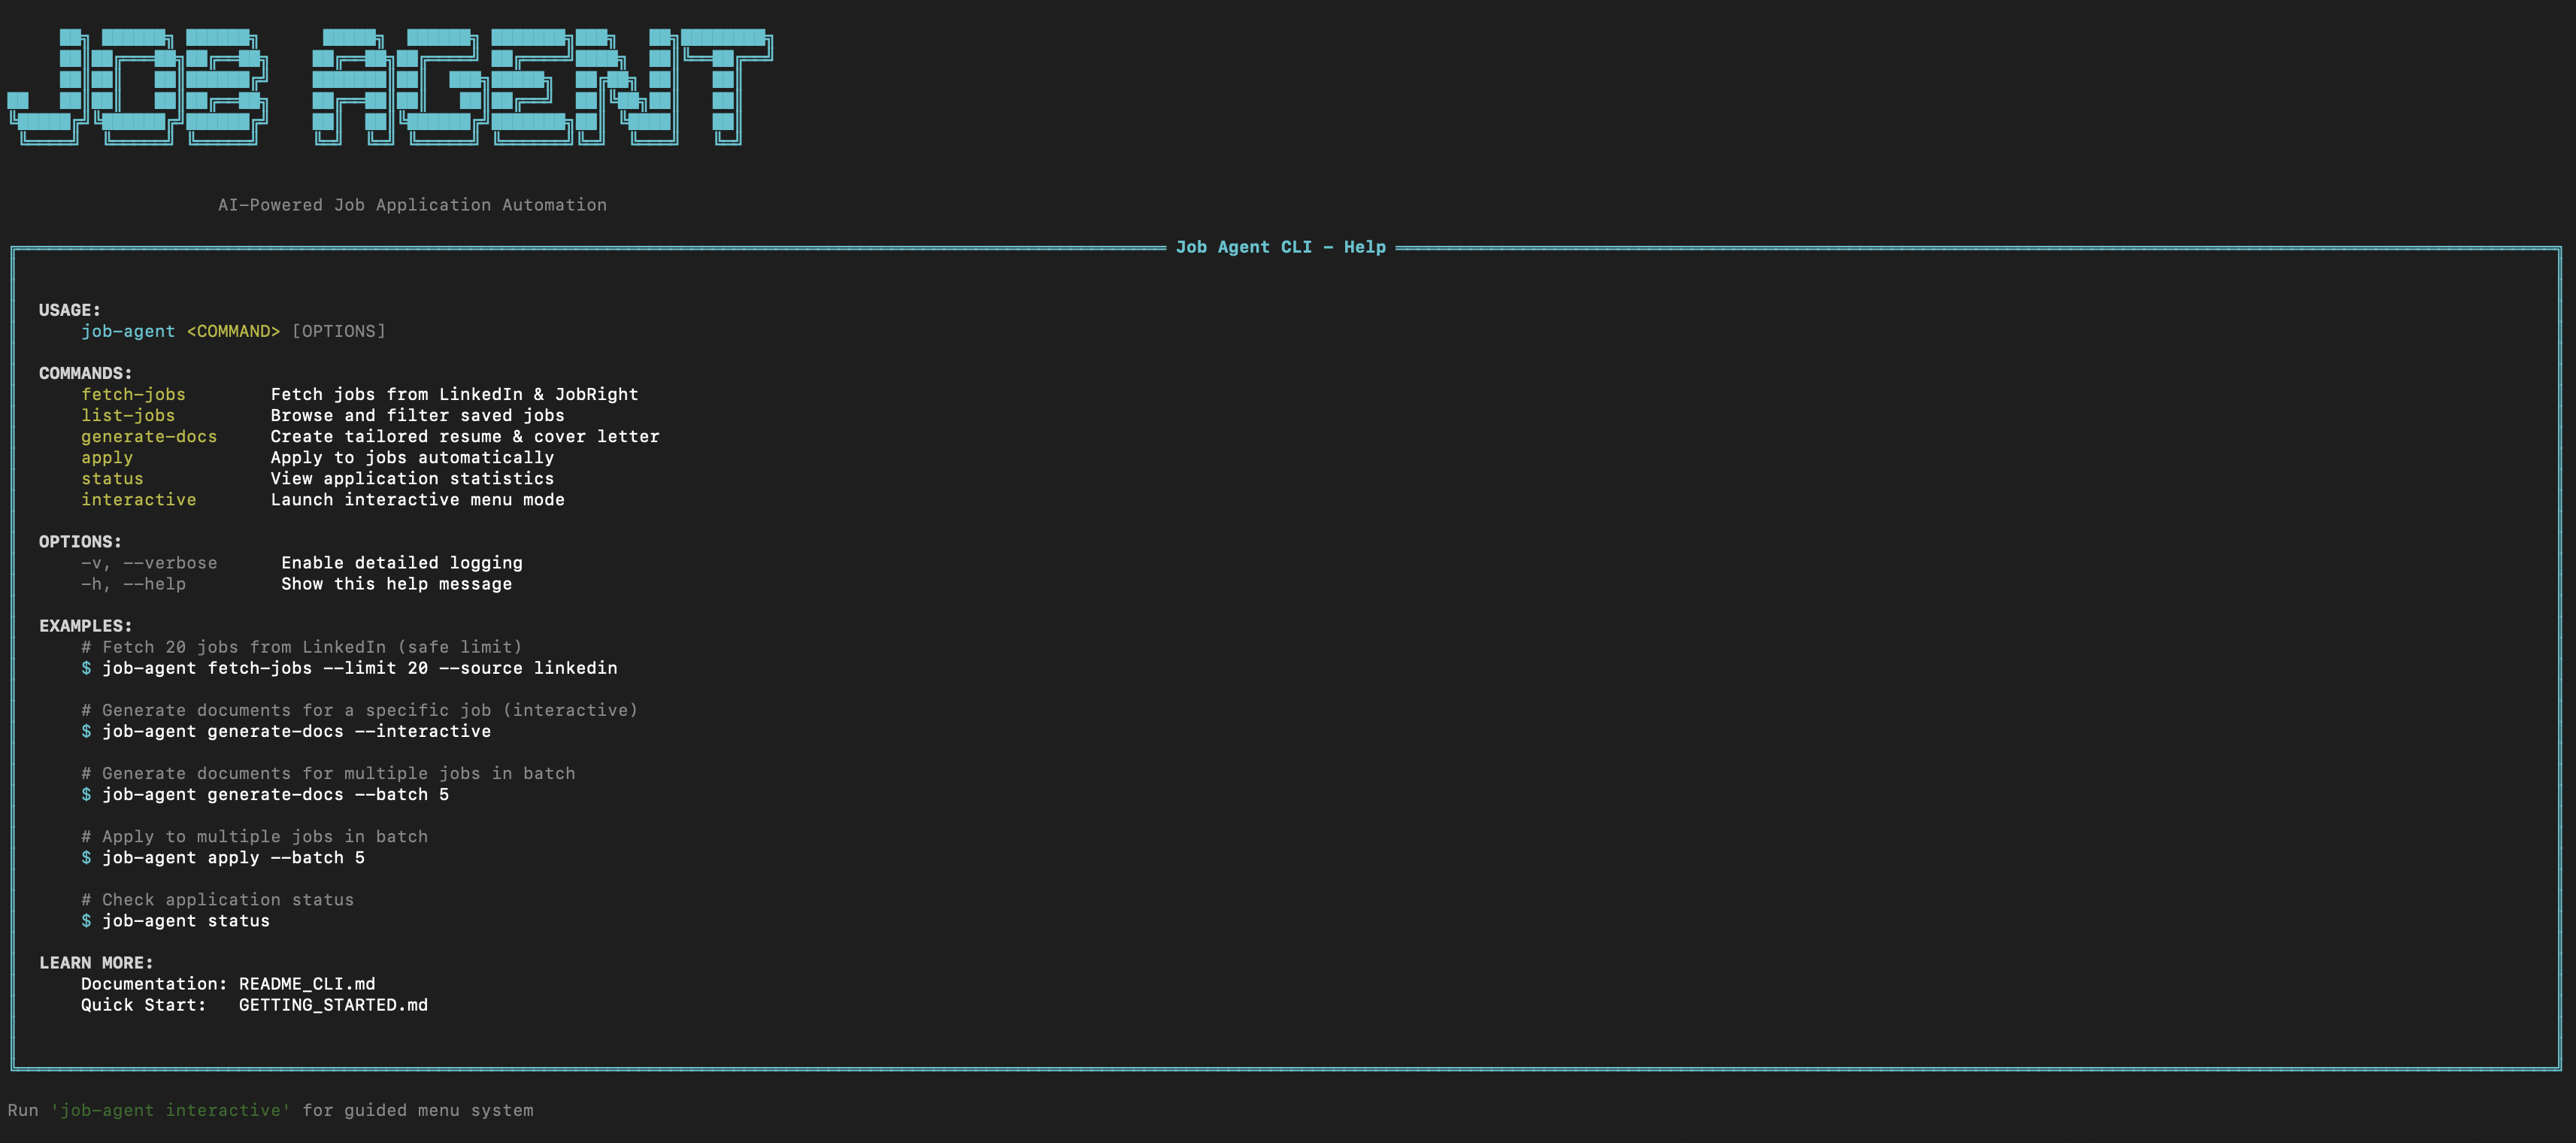 JOB AGENT
AI-Powered Job Application Automation
Job Agent CLI - Help
USAGE:
job-agent <COMMAND> [OPTIONS]
COMMANDS:
fetch-jobs Fetch jobs from LinkedIn & JobRight
list-jobs Browse and filter saved jobs
generate-docs Create tailored resume & cover letter
apply Apply to jobs automatically
status View application statistics
interactive Launch interactive menu mode
OPTIONS:
-v, --verbose Enable detailed logging
-h, --help Show this help message
EXAMPLES:
# Fetch 20 jobs from LinkedIn (safe limit)
$ job-agent fetch-jobs --limit 20 --source linkedin
# Generate documents for a specific job (interactive)
$ job-agent generate-docs --interactive
# Generate documents for multiple jobs in batch
$ job-agent generate-docs --batch 5
# Apply to multiple jobs in batch
$ job-agent apply --batch 5
# Check application status
$ job-agent status
LEARN MORE:
Documentation: README_CLI.md
Quick Start: GETTING_STARTED.md
Run 'job-agent interactive' for guided menu system